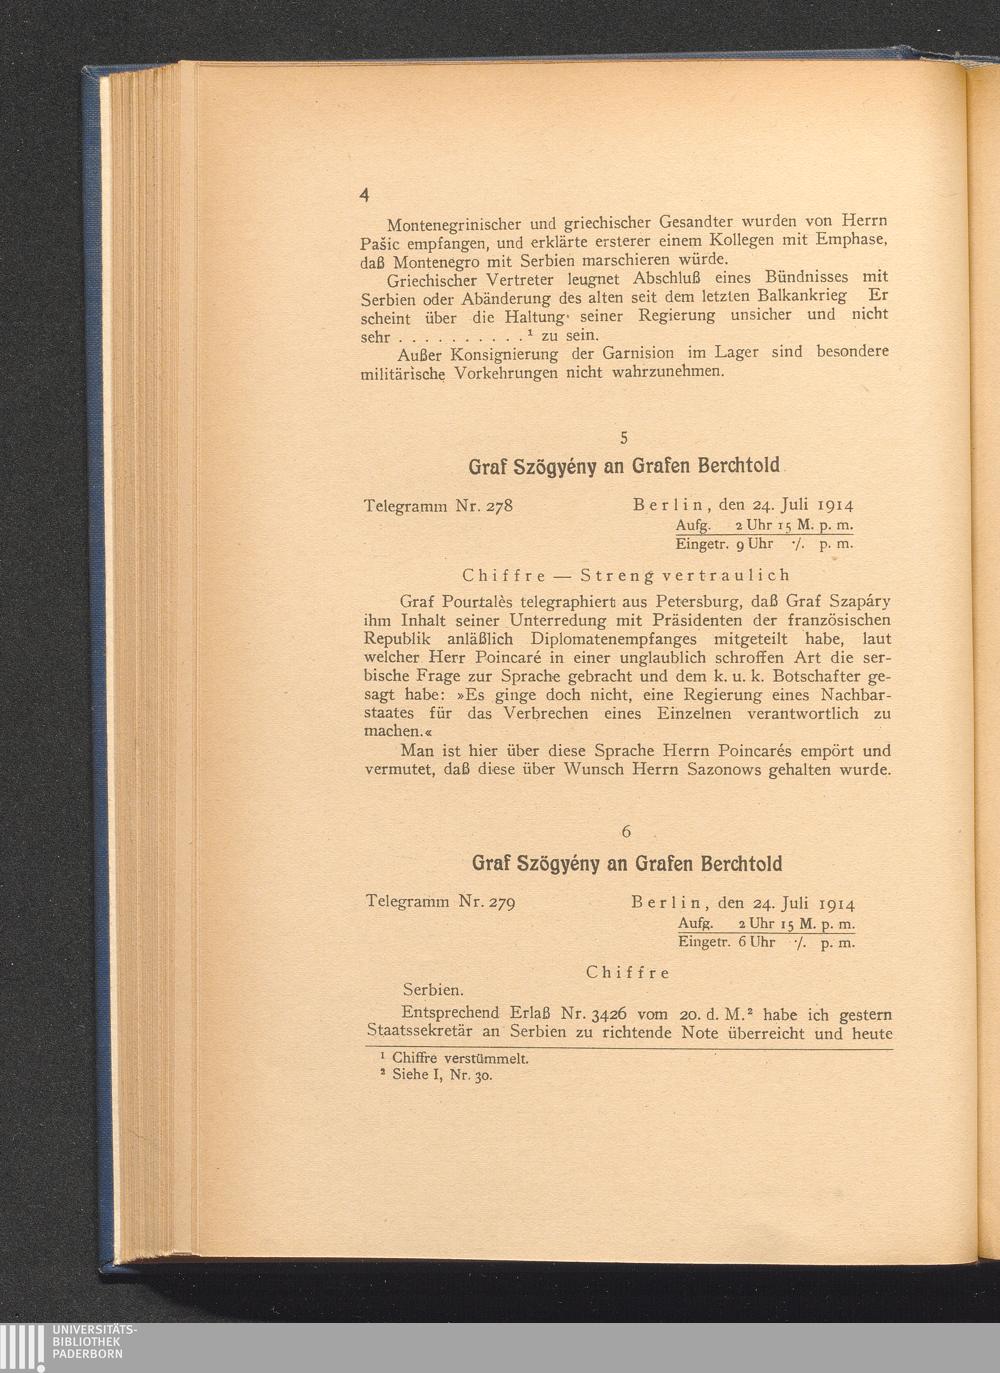 4
Montenegrinischer und griechischer Gesandter wurden von Herrn
Pašic empfangen, und erklärte ersterer einem Kollegen mit Emphase,
daß Montenegro mit Serbien marschieren würde.
Griechischer Vertreter leugnet Abschluß eines Bündnisses mit
Serbien oder Abänderung des alten seit dem letzten Balkankrieg Er
scheint über die Haltung seiner Regierung unsicher und nicht
sehr . . . . . . . . . . ¹ zu sein.
Außer Konsignierung der Garnision im Lager sind besondere
militärische Vorkehrungen nicht wahrzunehmen.
5
Graf Szögyény an Grafen Berchtold
Telegramm Nr. 278 Berlin, den 24. Juli 1914
Aufg. 2 Uhr 15 M. p. m.
Eingetr. 9 Uhr ·/. p. m.
Chiffre — Streng vertraulich
Graf Pourtalès telegraphiert aus Petersburg, daß Graf Szapáry
ihm Inhalt seiner Unterredung mit Präsidenten der französischen
Republik anläßlich Diplomatenempfanges mitgeteilt habe, laut
welcher Herr Poincaré in einer unglaublich schroffen Art die ser-
bische Frage zur Sprache gebracht und dem k. u. k. Botschafter ge-
sagt habe: »Es ginge doch nicht, eine Regierung eines Nachbar-
staates für das Verbrechen eines Einzelnen verantwortlich zu
machen.«
Man ist hier über diese Sprache Herrn Poincarés empört und
vermutet, daß diese über Wunsch Herrn Sazonows gehalten wurde.
6
Graf Szögyény an Grafen Berchtold
Telegramm Nr. 279 Berlin, den 24. Juli 1914
Aufg. 2 Uhr 15 M. p. m.
Eingetr. 6 Uhr ·/. p. m.
Chiffre
Serbien.
Entsprechend Erlaß Nr. 3426 vom 20. d. M.² habe ich gestern
Staatssekretär an Serbien zu richtende Note überreicht und heute
¹ Chiffre verstümmelt.
² Siehe I, Nr. 30.
UNIVERSITÄTS-
BIBLIOTHEK
PADERBORN